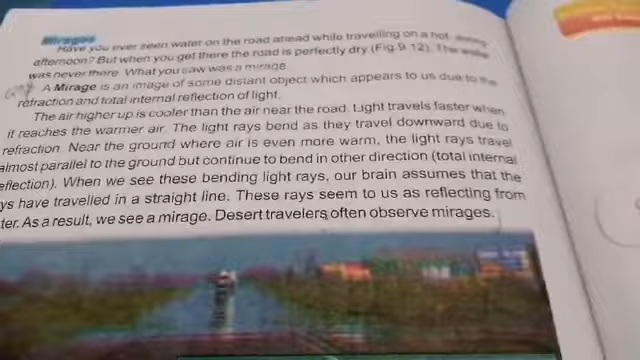 Mirages
Have you ever seen water on the road ahead while travelling on a hot, sunny
afternoon? But when you get there the road is perfectly dry (Fig 9.12). The water
was never there. What you saw was a mirage.
A Mirage is an image of some distant object which appears to us due to the
refraction and total internal reflection of light.
The air higher up is cooler than the air near the road. Light travels faster when
it reaches the warmer air. The light rays bend as they travel downward due to
refraction. Near the ground where air is even more warm, the light rays travel
almost parallel to the ground but continue to bend in other direction (total internal
eflection). When we see these bending light rays, our brain assumes that the
ys have travelled in a straight line. These rays seem to us as reflecting from
ter. As a result, we see a mirage. Desert travelers often observe mirages.